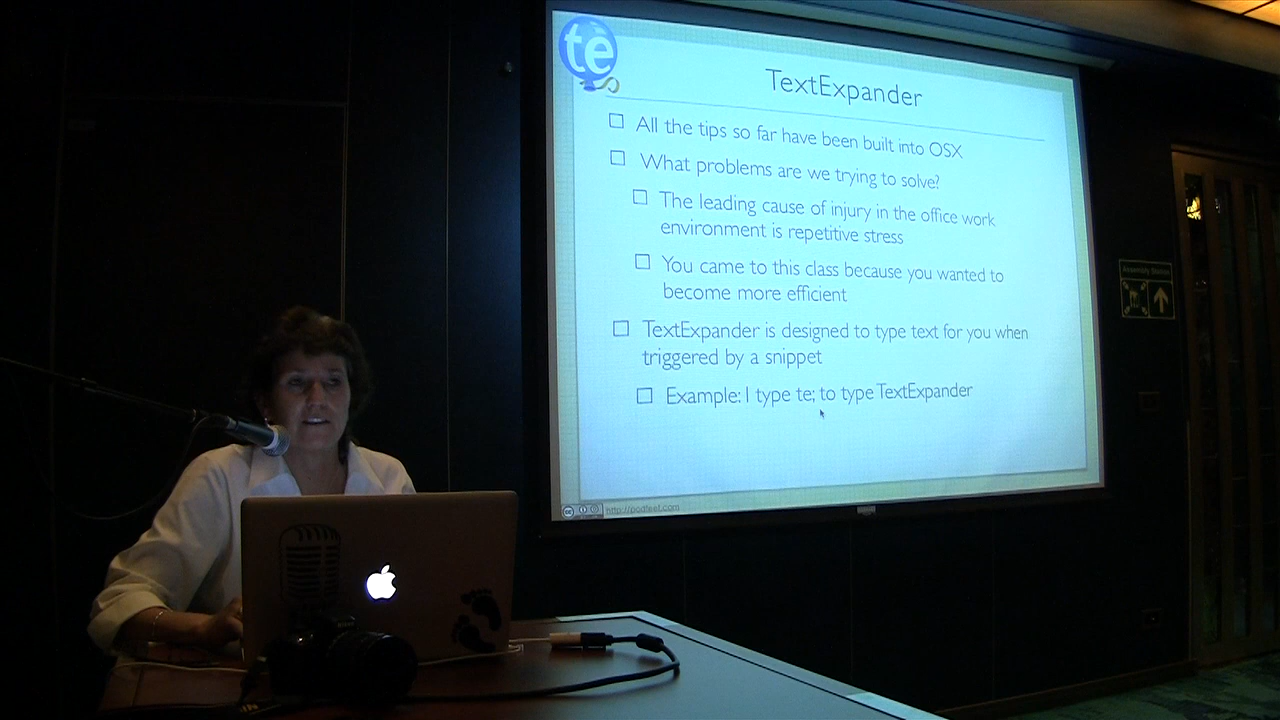 te
TextExpander
All the tips so far have been built into OSX
What problems are we trying to solve?
The leading cause of injury in the office work
environment is repetitive stress
You came to this class because you wanted to
become more efficient
TextExpander is designed to type text for you when
triggered by a snippet
Example: I type te; to type TextExpander
http://podfeet.com
Assembly Station